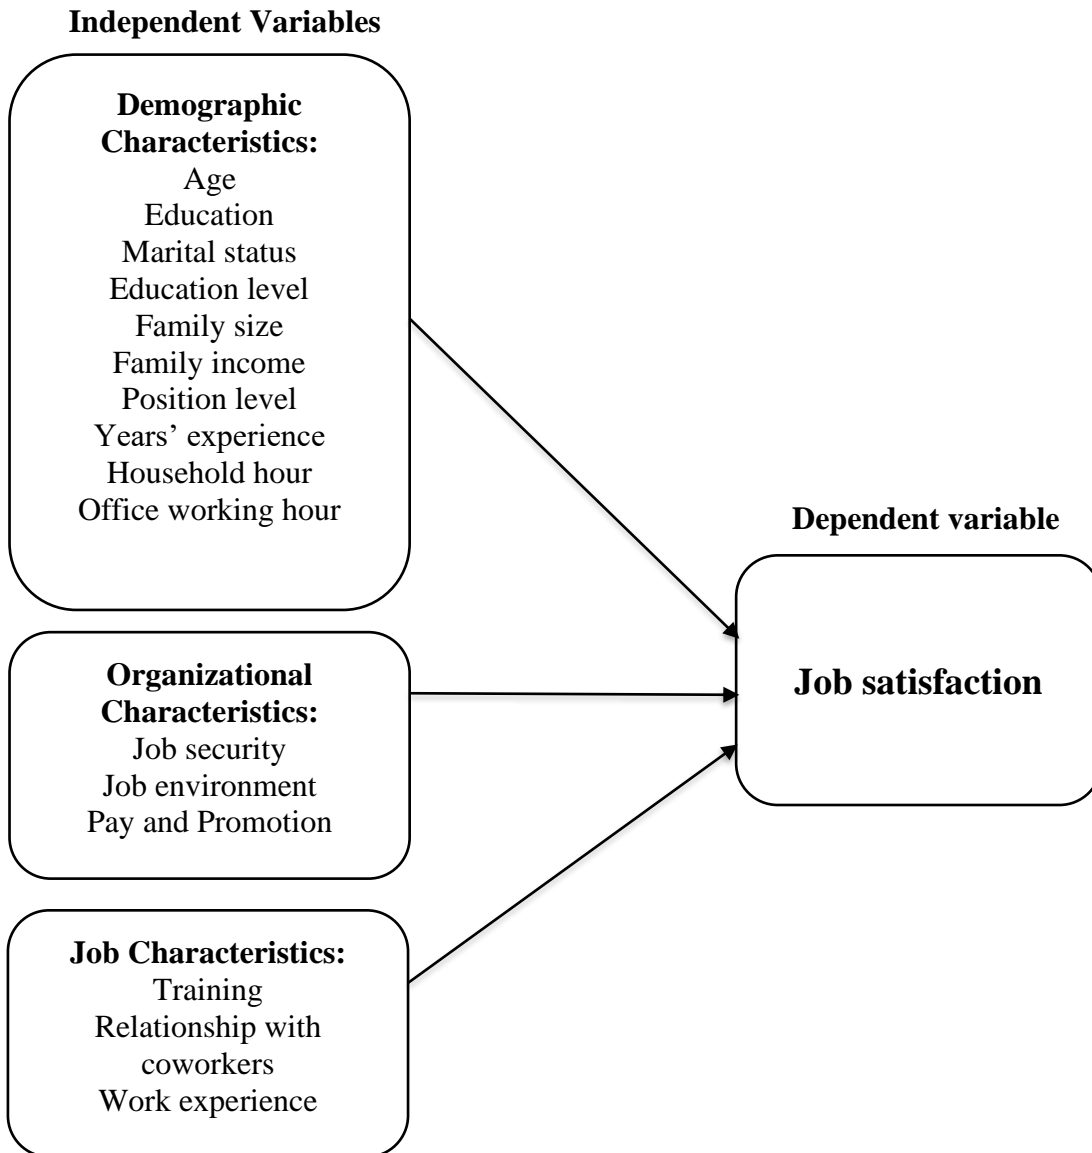 Independent Variables
Demographic
Characteristics:
Age
Education
Marital status
Education level
Family size
Family income
Position level
Years’ experience
Household hour
Office working hour
Organizational
Characteristics:
Job security
Job environment
Pay and Promotion
Job Characteristics:
Training
Relationship with
coworkers
Work experience
Dependent variable
Job satisfaction